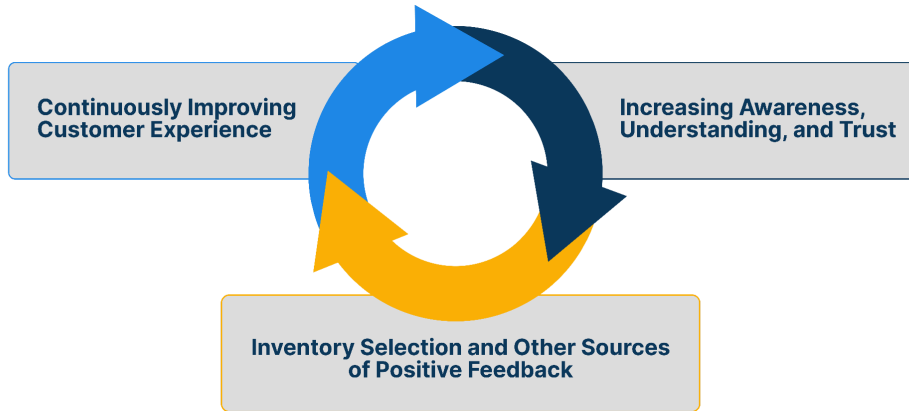 Continuously Improving
Customer Experience
Increasing Awareness,
Understanding, and Trust
Inventory Selection and Other Sources
of Positive Feedback